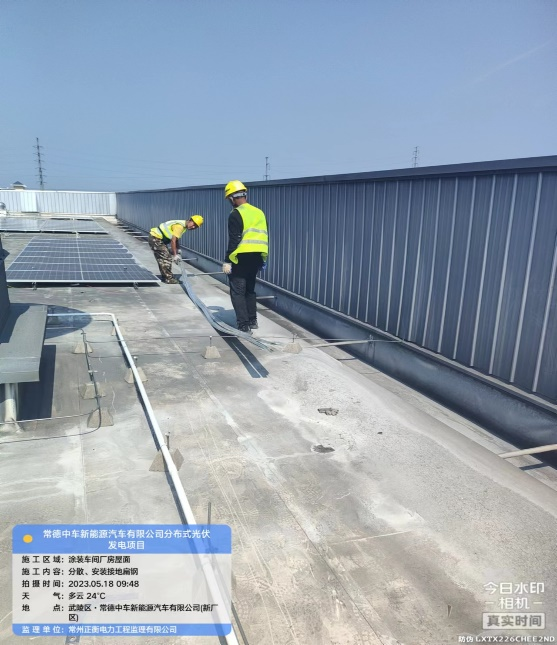 常德中车新能源汽车有限公司分布式光伏
发电项目
施工区域：涂装车间厂房屋面
施工内容：分散、安装接地扁钢
拍摄时间：2023.05.18 09:48
天气：多云 24℃
地点：武陵区·常德中车新能源汽车有限公司(新厂
区)
监理单位：常州正衡电力工程监理有限公司
今日水印
相机
真实时间
防伪 GXTX226CHEE2ND